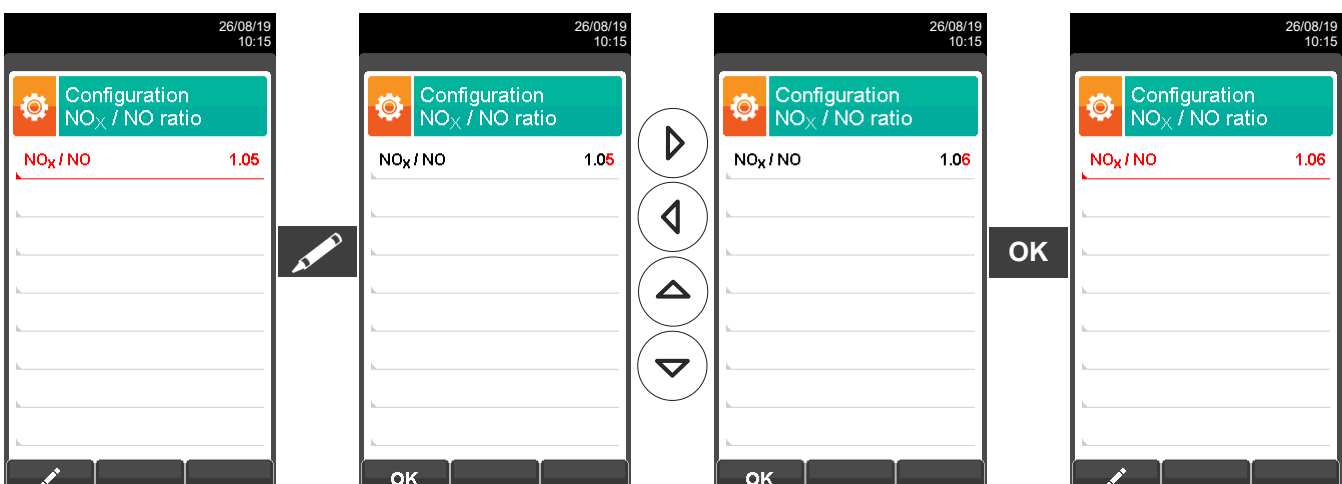 26/08/19
10:15
Configuration
NOX / NO ratio
NOX / NO 1.05
26/08/19
10:15
Configuration
NOX / NO ratio
NOX / NO 1.05
OK
26/08/19
10:15
Configuration
NOX / NO ratio
NOX / NO 1.06
OK
OK
26/08/19
10:15
Configuration
NOX / NO ratio
NOX / NO 1.06